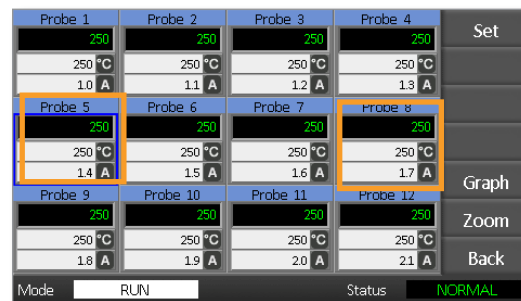 Probe 1 Probe 2 Probe 3 Probe 4 Set
250 250 250 250
250 °C 250 °C 250 °C 250 °C
1.0 A 1.1 A 1.2 A 1.3 A
Probe 5 Probe 6 Probe 7 Probe 8
250 250 250 250
250 °C 250 °C 250 °C 250 °C
1.4 A 1.5 A 1.6 A 1.7 A Graph
Probe 9 Probe 10 Probe 11 Probe 12
250 250 250 250 Zoom
250 °C 250 °C 250 °C 250 °C
1.8 A 1.9 A 2.0 A 2.1 A Back
Mode RUN Status NORMAL